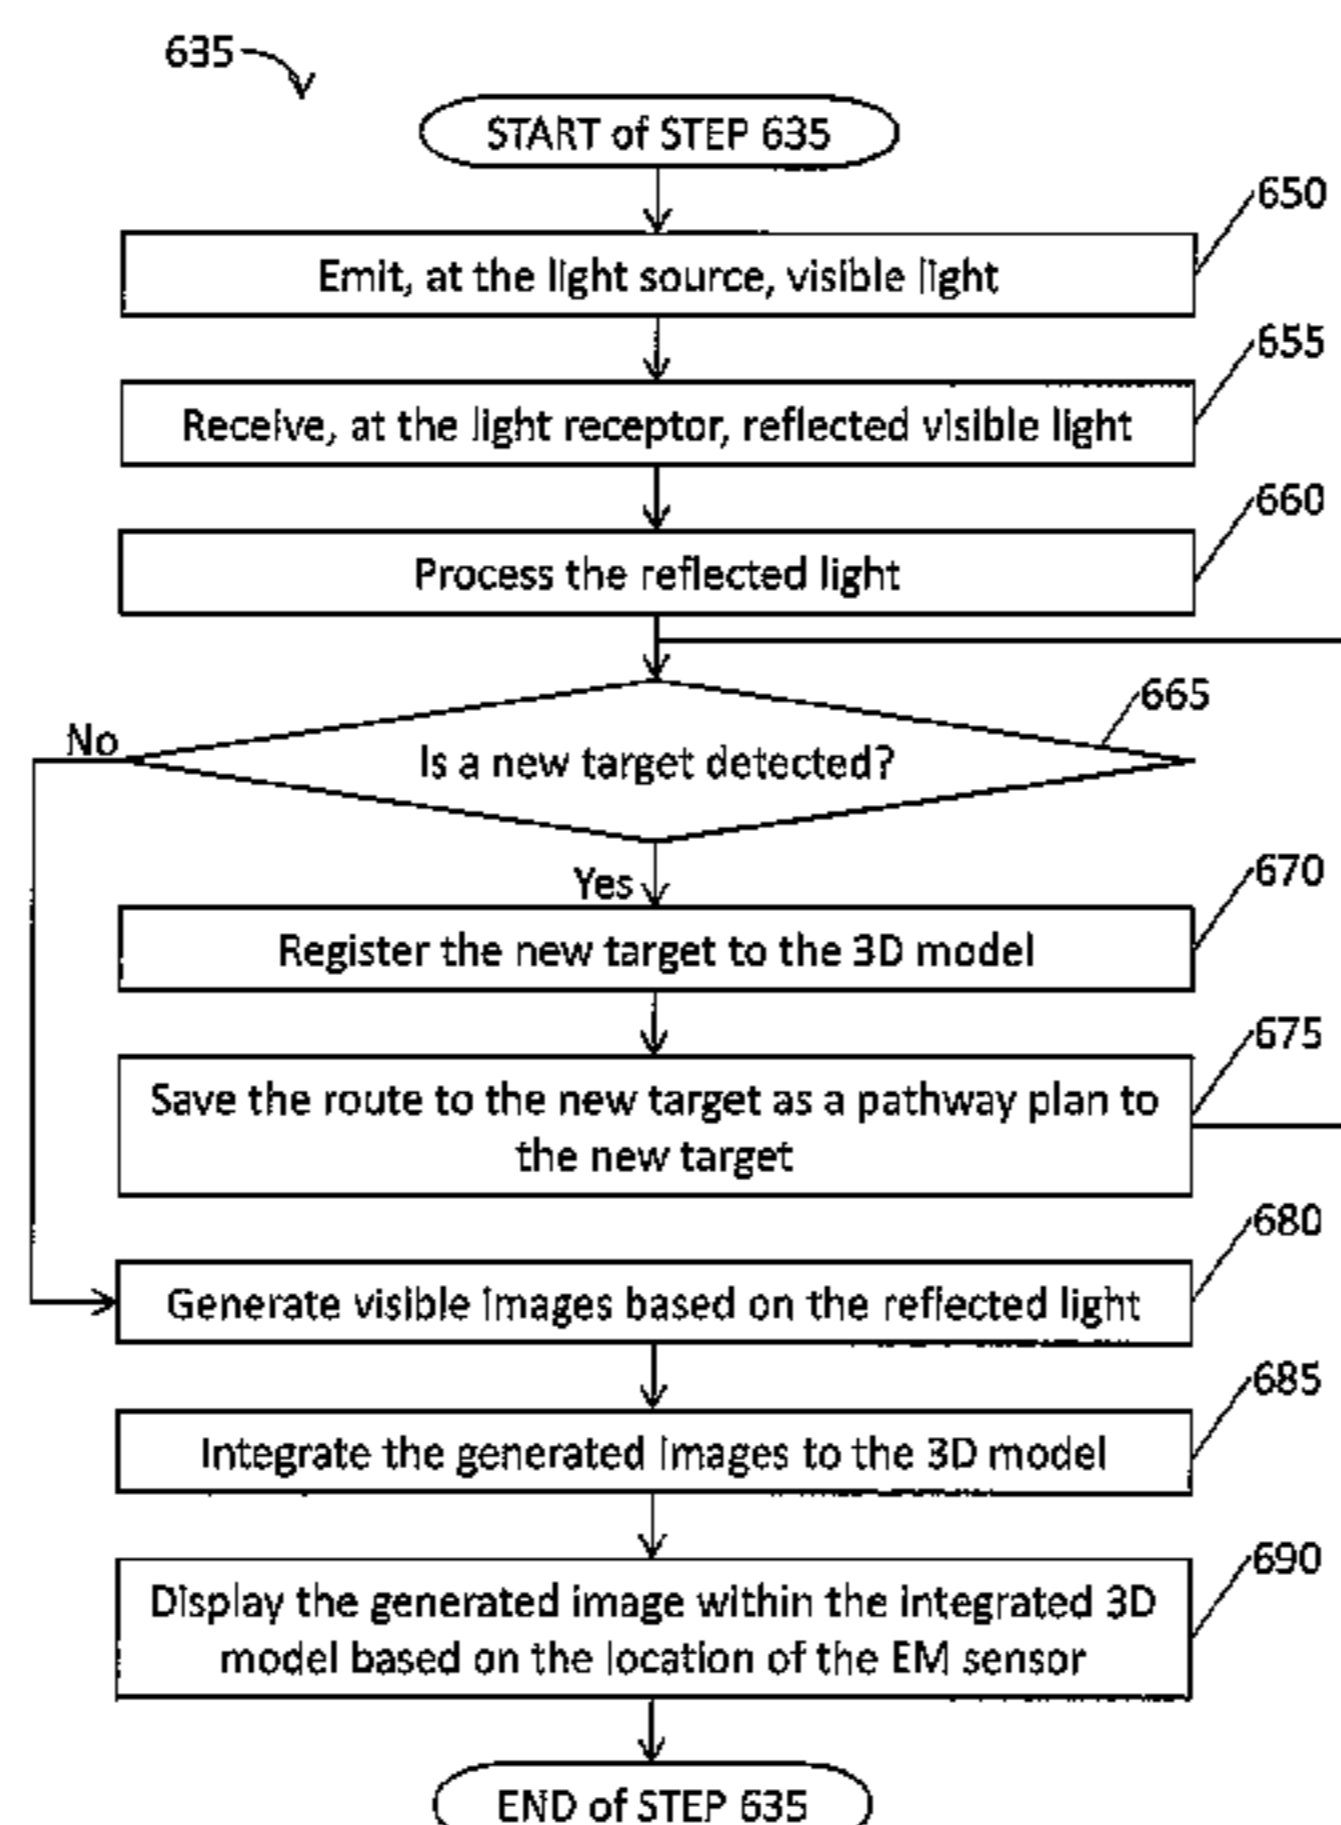 635
START of STEP 635
650
Emit, at the light source, visible light
655
Receive, at the light receptor, reflected visible light
660
Process the reflected light
665
No
Is a new target detected?
Yes
670
Register the new target to the 3D model
675
Save the route to the new target as a pathway plan to
the new target
680
Generate visible images based on the reflected light
685
Integrate the generated images to the 3D model
690
Display the generated image within the integrated 3D
model based on the location of the EM sensor
END of STEP 635